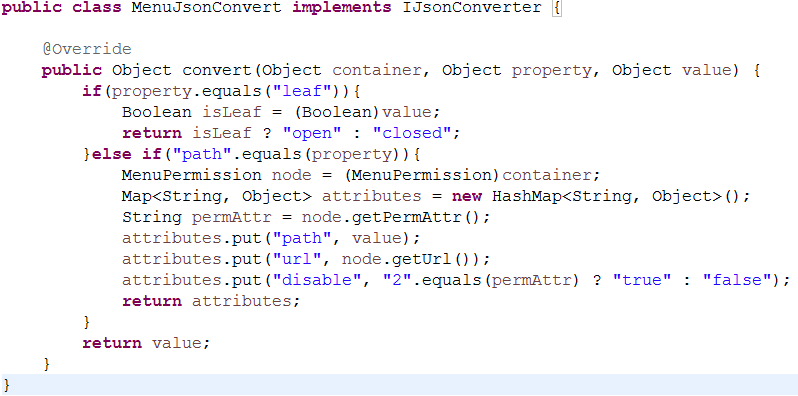 public class MenuJsonConvert implements IJsonConverter {
@Override
public Object convert(Object container, Object property, Object value) {
if(property.equals("leaf")){
Boolean isLeaf = (Boolean)value;
return isLeaf ? "open" : "closed";
}else if("path".equals(property)){
MenuPermission node = (MenuPermission)container;
Map<String, Object> attributes = new HashMap<String, Object>();
String permAttr = node.getPermAttr();
attributes.put("path", value);
attributes.put("url", node.getUrl());
attributes.put("disable", "2".equals(permAttr) ? "true" : "false");
return attributes;
}
return value;
}
}